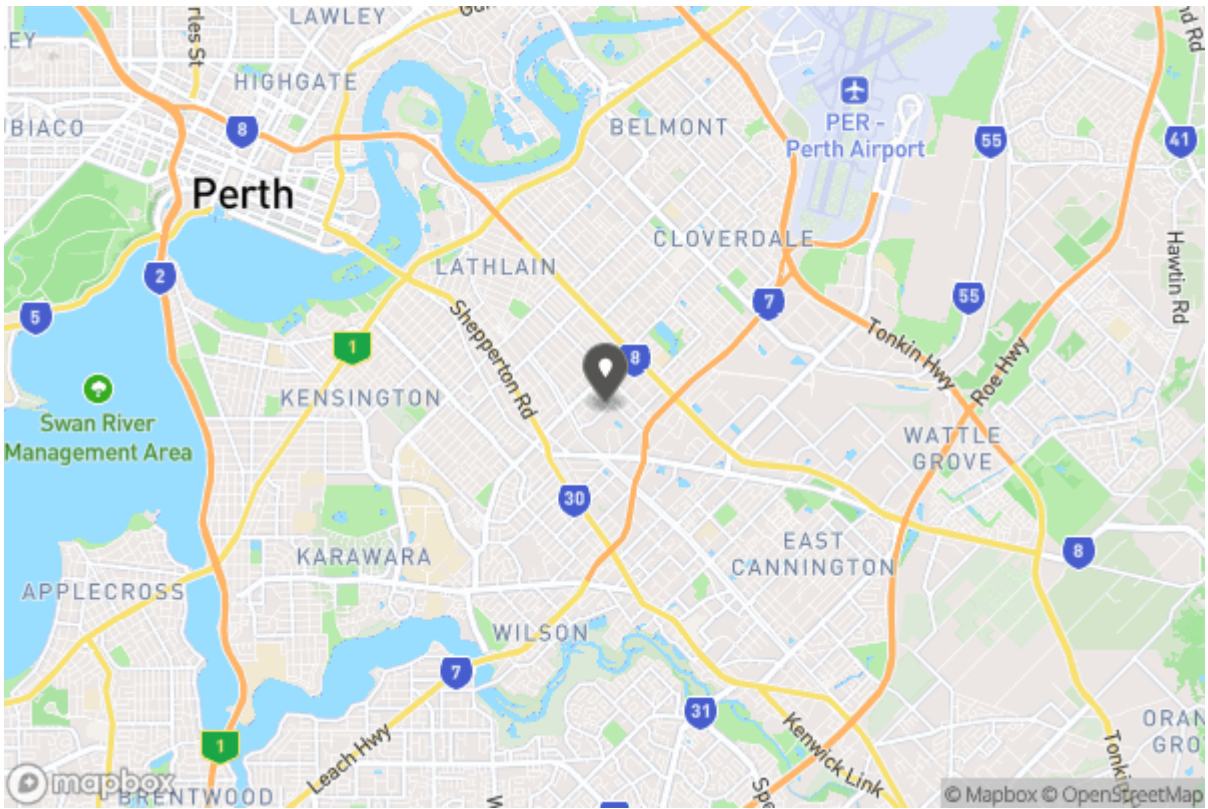 LAWLEY
HIGHGATE
8
Perth
5
2
BELMONT
PER -
Perth Airport
55
41
Hawtin Rd
CLOVERDALE
LATHLAIN
7
55
Tonkin Hwy
Roe Hwy
1
Shepperton Rd
8
KENSINGTON
Swan River
Management Area
WATTLE
GROVE
30
KARAWARA
EAST
CANNINGTON
8
APPLECROSS
WILSON
7
31
1
Leach Hwy
Kenwick Link
BRENTWOOD
mapbox
© Mapbox © OpenStreetMap